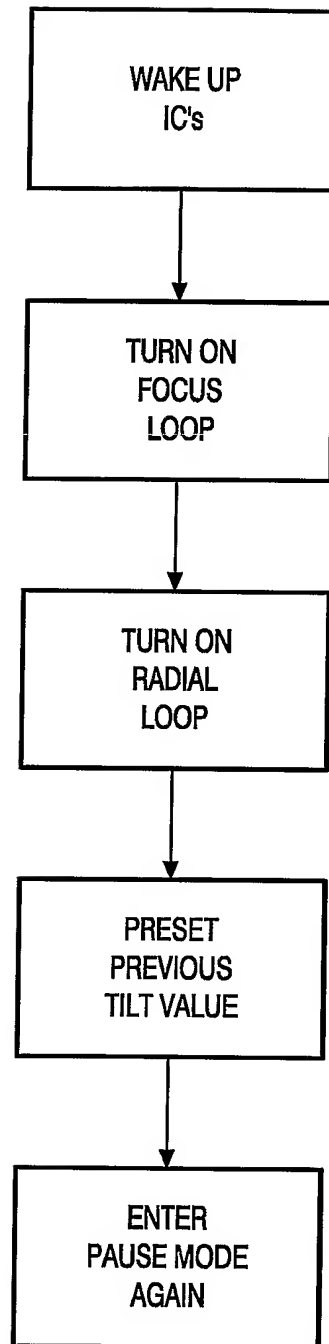 WAKE UP
IC's
TURN ON
FOCUS
LOOP
TURN ON
RADIAL
LOOP
PRESET
PREVIOUS
TILT VALUE
ENTER
PAUSE MODE
AGAIN